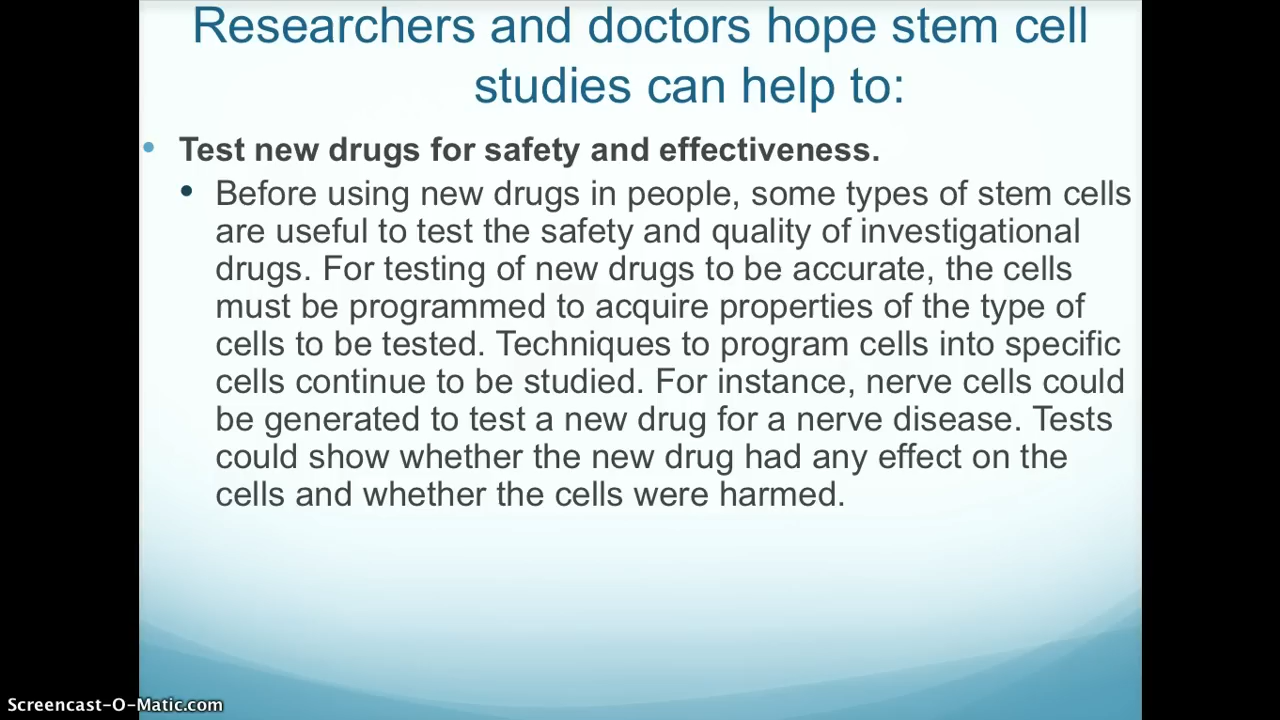 Researchers and doctors hope stem cell
studies can help to:
• Test new drugs for safety and effectiveness.
• Before using new drugs in people, some types of stem cells
are useful to test the safety and quality of investigational
drugs. For testing of new drugs to be accurate, the cells
must be programmed to acquire properties of the type of
cells to be tested. Techniques to program cells into specific
cells continue to be studied. For instance, nerve cells could
be generated to test a new drug for a nerve disease. Tests
could show whether the new drug had any effect on the
cells and whether the cells were harmed.
Screencast-O-Matic.com